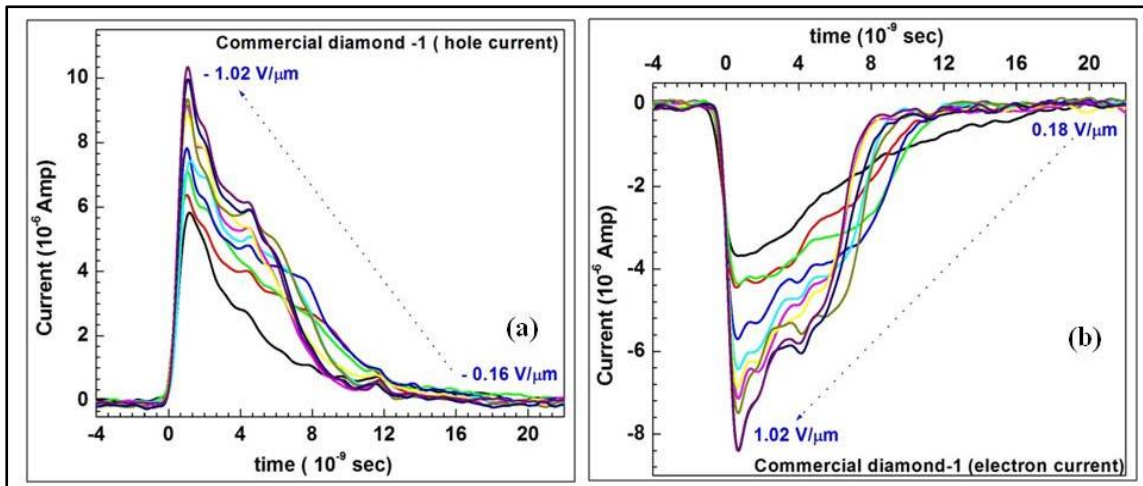 Commercial diamond -1 ( hole current)
- 1.02 V/μm
10
8
6
4
2
0
Current (10⁻⁶ Amp)
(a)
- 0.16 V/μm
-4 0 4 8 12 16 20
time ( 10⁻⁹ sec)
time (10⁻⁹ sec)
-4 0 4 8 12 16 20
0
-2
-4
-6
-8
Current (10⁻⁶ Amp)
0.18 V/μm
(b)
1.02 V/μm
Commercial diamond-1 (electron current)